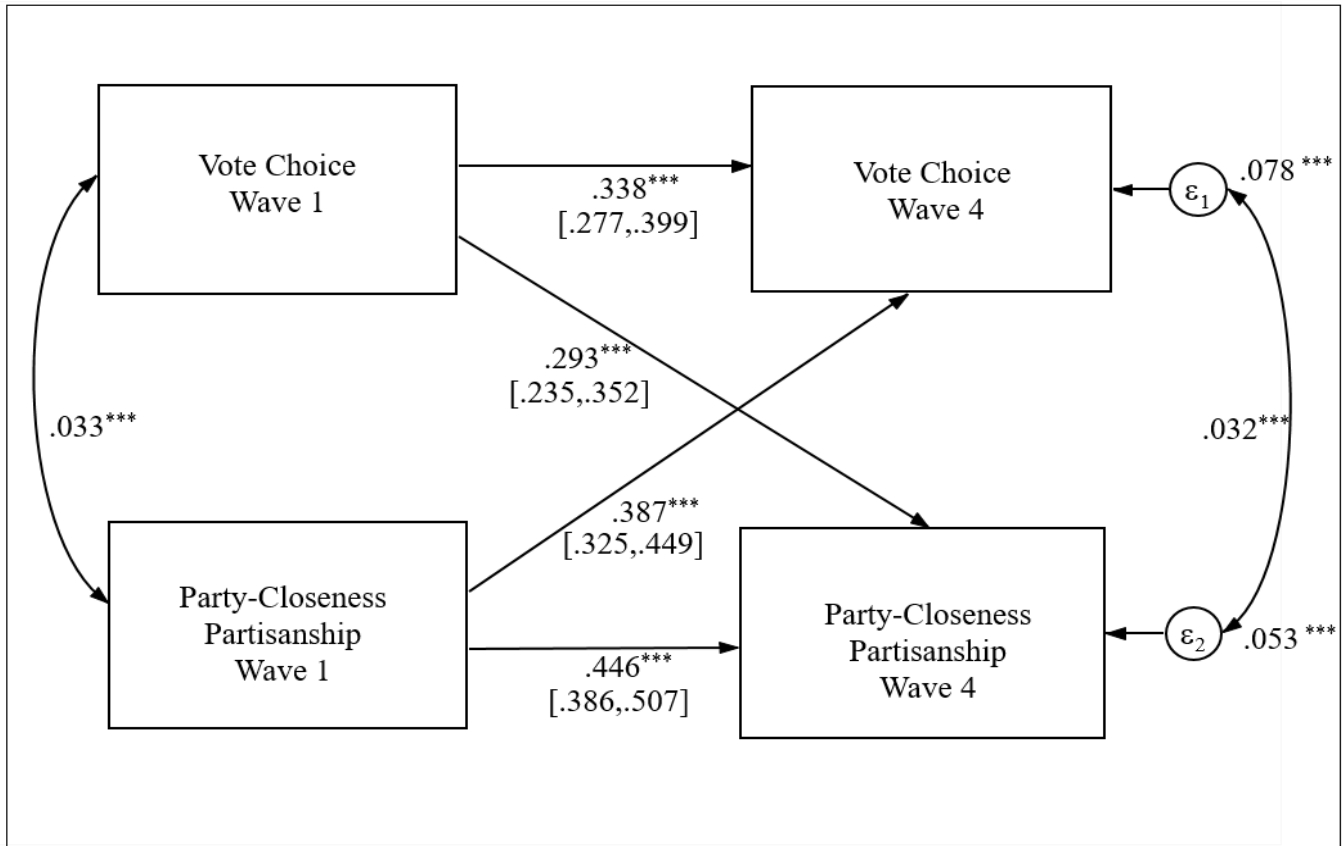 Vote Choice
Wave 1
Vote Choice
Wave 4
.338***
[.277,.399]
ε1
.078 ***
.293***
[.235,.352]
.033***
.032***
.387***
[.325,.449]
Party-Closeness
Partisanship
Wave 1
Party-Closeness
Partisanship
Wave 4
.446***
[.386,.507]
ε2
.053 ***